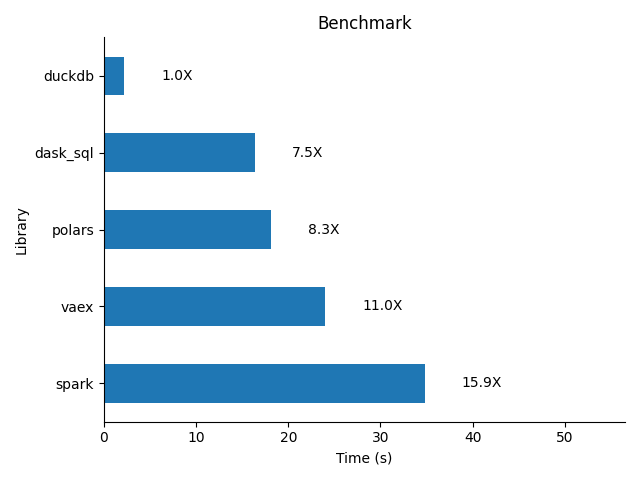 Benchmark
duckdb 1.0X
dask_sql 7.5X
polars 8.3X
vaex 11.0X
spark 15.9X
Library
0 10 20 30 40 50
Time (s)